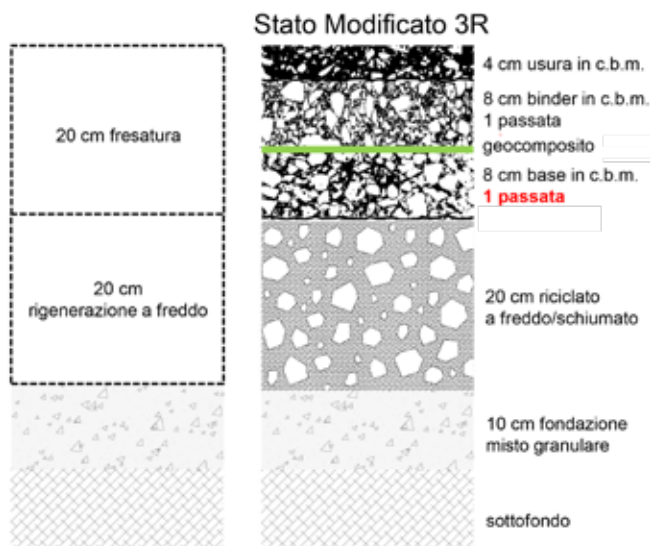 Stato Modificato 3R
20 cm fresatura
20 cm
rigenerazione a freddo
4 cm usura in c.b.m.
8 cm binder in c.b.m.
1 passata
geocomposito
8 cm base in c.b.m.
1 passata
20 cm riciclato
a freddo/schiumato
10 cm fondazione
misto granulare
sottofondo